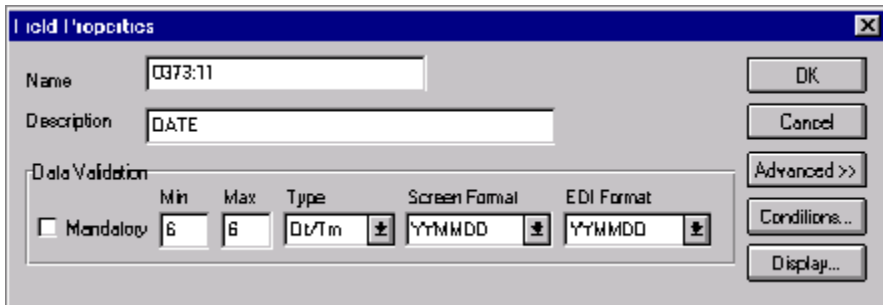 Field Properties
Name 0373:11 OK
Description DATE Cancel
Data Validation Advanced >>
Min Max Type Screen Format EDI Format
Mandatory 6 6 Dt/Tm YYMMDD YYMMDD Conditions...
Display...